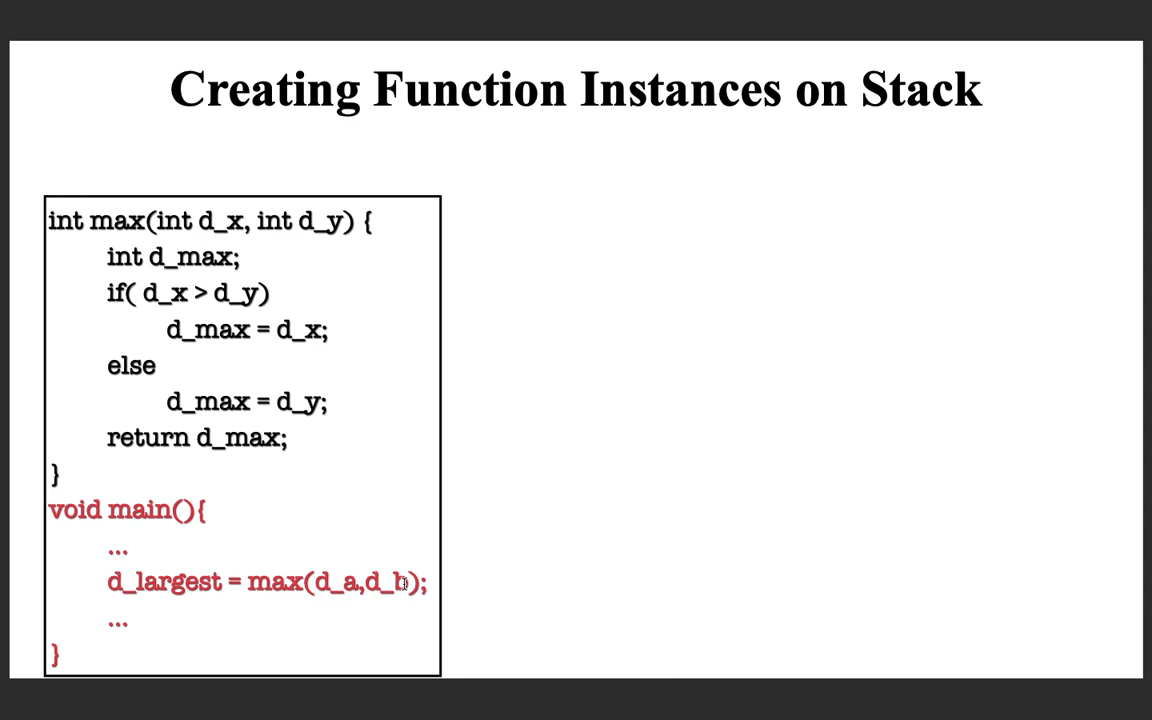 Creating Function Instances on Stack
int max(int d_x, int d_y) {
int d_max;
if( d_x > d_y)
d_max = d_x;
else
d_max = d_y;
return d_max;
}
void main(){
...
d_largest = max(d_a,d_b);
...
}